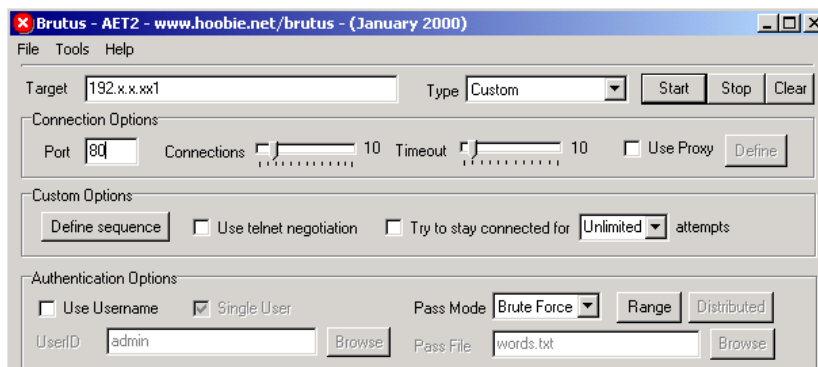 Brutus - AET2 - www.hoobie.net/brutus - (January 2000)
File Tools Help
Target 192.x.x.xx1 Type Custom Start Stop Clear
Connection Options
Port 80 Connections 10 Timeout 10 Use Proxy Define
Custom Options
Define sequence Use telnet negotiation Try to stay connected for Unlimited attempts
Authentication Options
Use Username Single User Pass Mode Brute Force Range Distributed
UserID admin Browse Pass File words.txt Browse